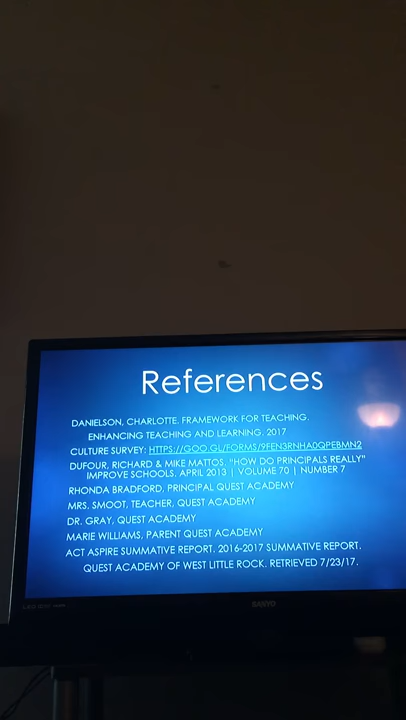 References
DANIELSON, CHARLOTTE. FRAMEWORK FOR TEACHING.
ENHANCING TEACHING AND LEARNING. 2017
CULTURE SURVEY: HTTPS://GOO.GL/FORMS/9FEN3RNHA0QPEBMN2
DUFOUR, RICHARD & MIKE MATTOS. "HOW DO PRINCIPALS REALLY"
IMPROVE SCHOOLS. APRIL 2013 | VOLUME 70 | NUMBER 7
RHONDA BRADFORD, PRINCIPAL QUEST ACADEMY
MRS. SMOOT, TEACHER, QUEST ACADEMY
DR. GRAY, QUEST ACADEMY
MARIE WILLIAMS, PARENT QUEST ACADEMY
ACT ASPIRE SUMMATIVE REPORT. 2016-2017 SUMMATIVE REPORT.
QUEST ACADEMY OF WEST LITTLE ROCK. RETRIEVED 7/23/17.
SANYO